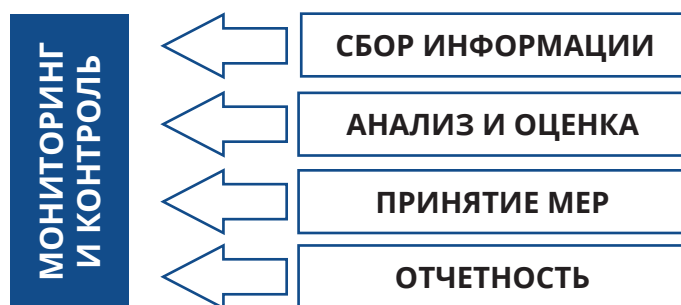 МОНИТОРИНГ
И КОНТРОЛЬ
СБОР ИНФОРМАЦИИ
АНАЛИЗ И ОЦЕНКА
ПРИНЯТИЕ МЕР
ОТЧЕТНОСТЬ